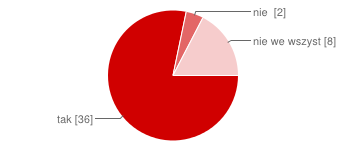 nie [2]
nie we wszyst [8]
tak [36]